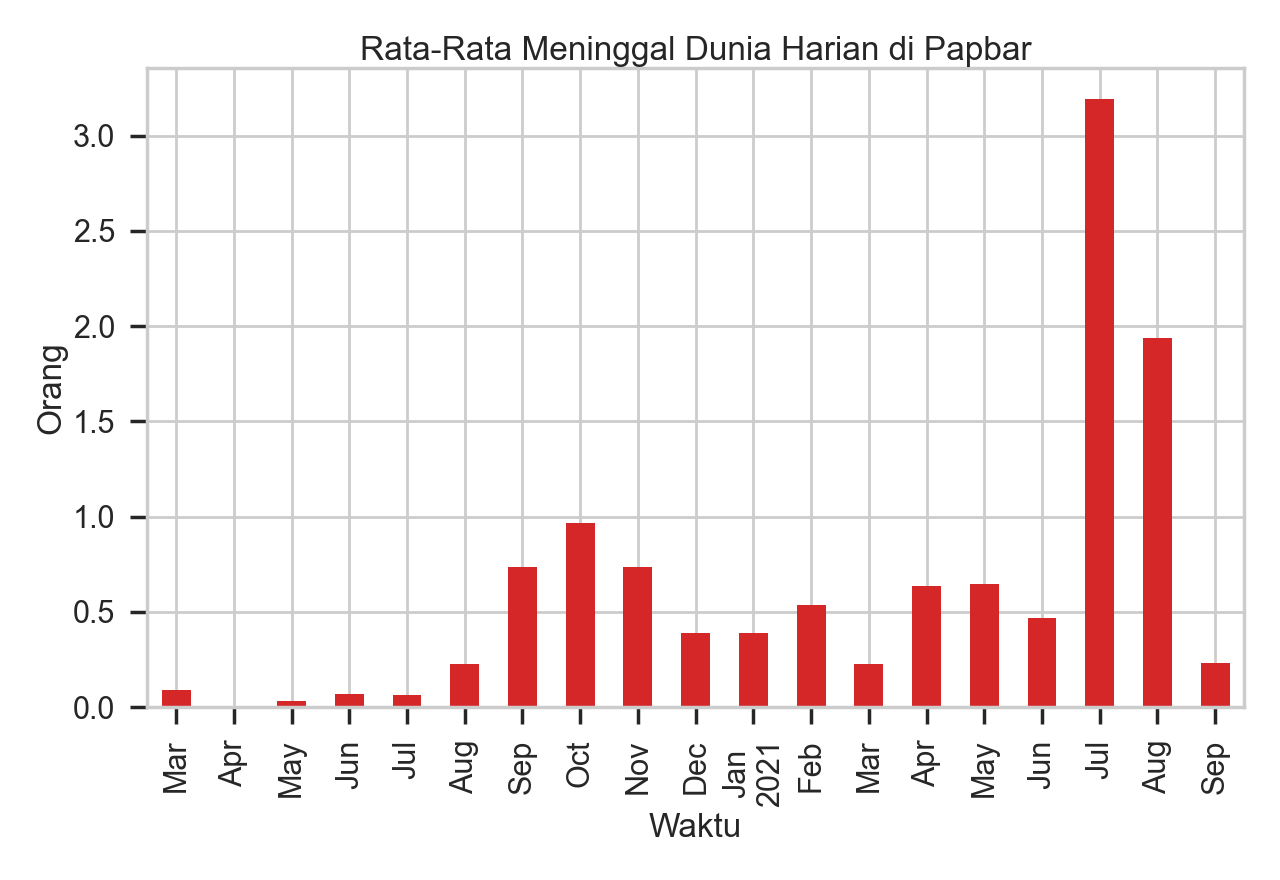 Rata-Rata Meninggal Dunia Harian di Papbar
Orang
3.0
2.5
2.0
1.5
1.0
0.5
0.0
Mar
Apr
May
Jun
Jul
Aug
Sep
Oct
Nov
Dec
Jan
2021
Feb
Mar
Apr
May
Jun
Jul
Aug
Sep
Waktu